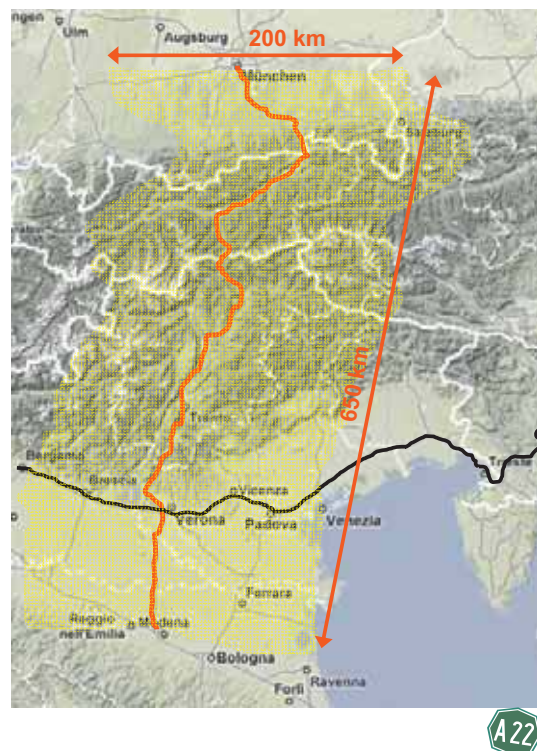 ngen
Ulm
Augsburg
200 km
München
Salzburg
650 km
Trento
Bergamo
Brescia
Vicenza
Trieste
Verona
Padova
Venezia
Ferrara
Reggio
nell'Emilia
Modena
Bologna
Ravenna
Forlì
A22